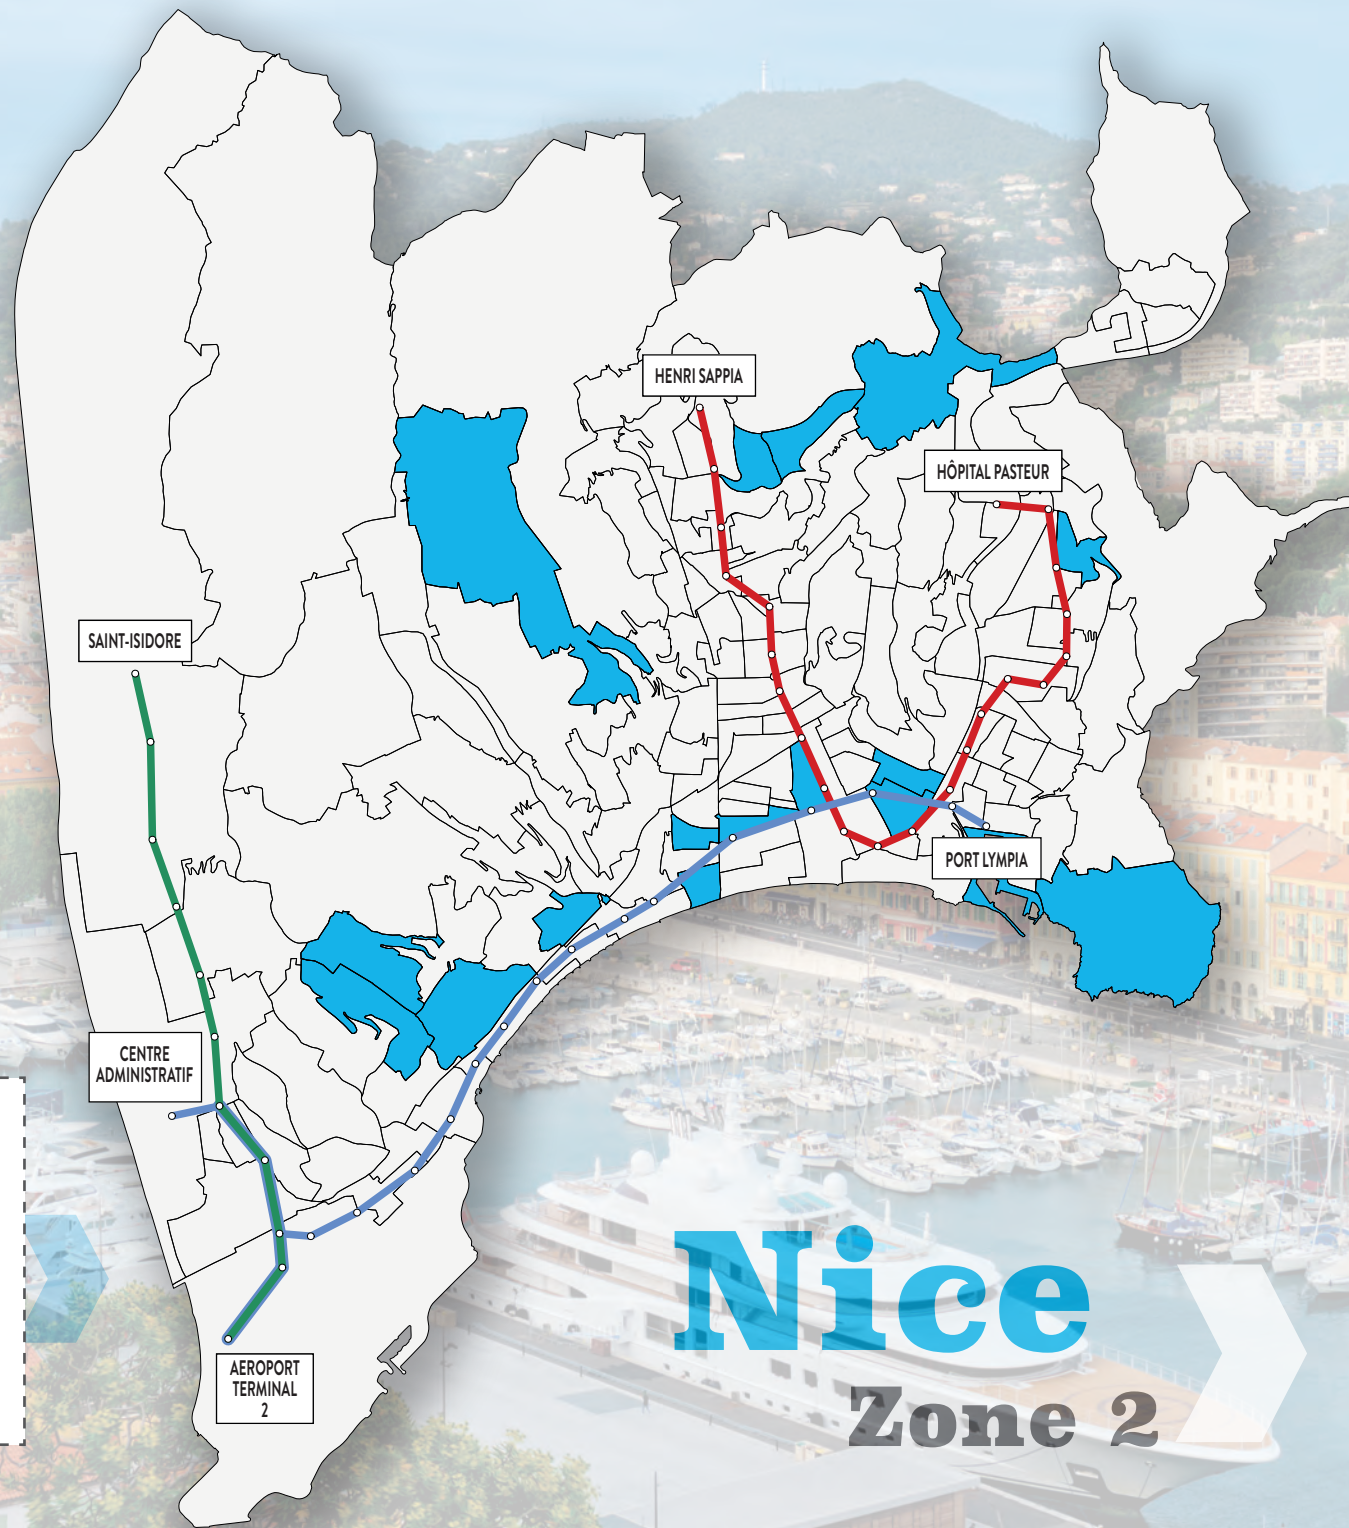 HENRI SAPPIA
HÔPITAL PASTEUR
SAINT-ISIDORE
PORT LYMPIA
CENTRE
ADMINISTRATIF
AEROPORT
TERMINAL
2
Nice
Zone 2